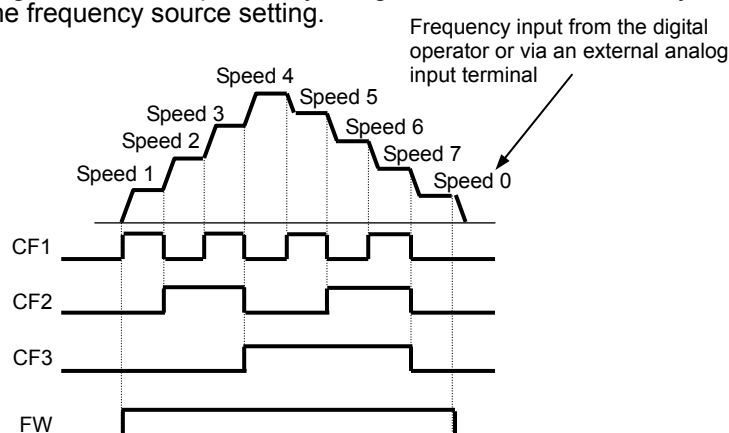 the frequency source setting.
Frequency input from the digital
operator or via an external analog
input terminal
Speed 4
Speed 5
Speed 3
Speed 6
Speed 2
Speed 7
Speed 1
Speed 0
CF1
CF2
CF3
FW